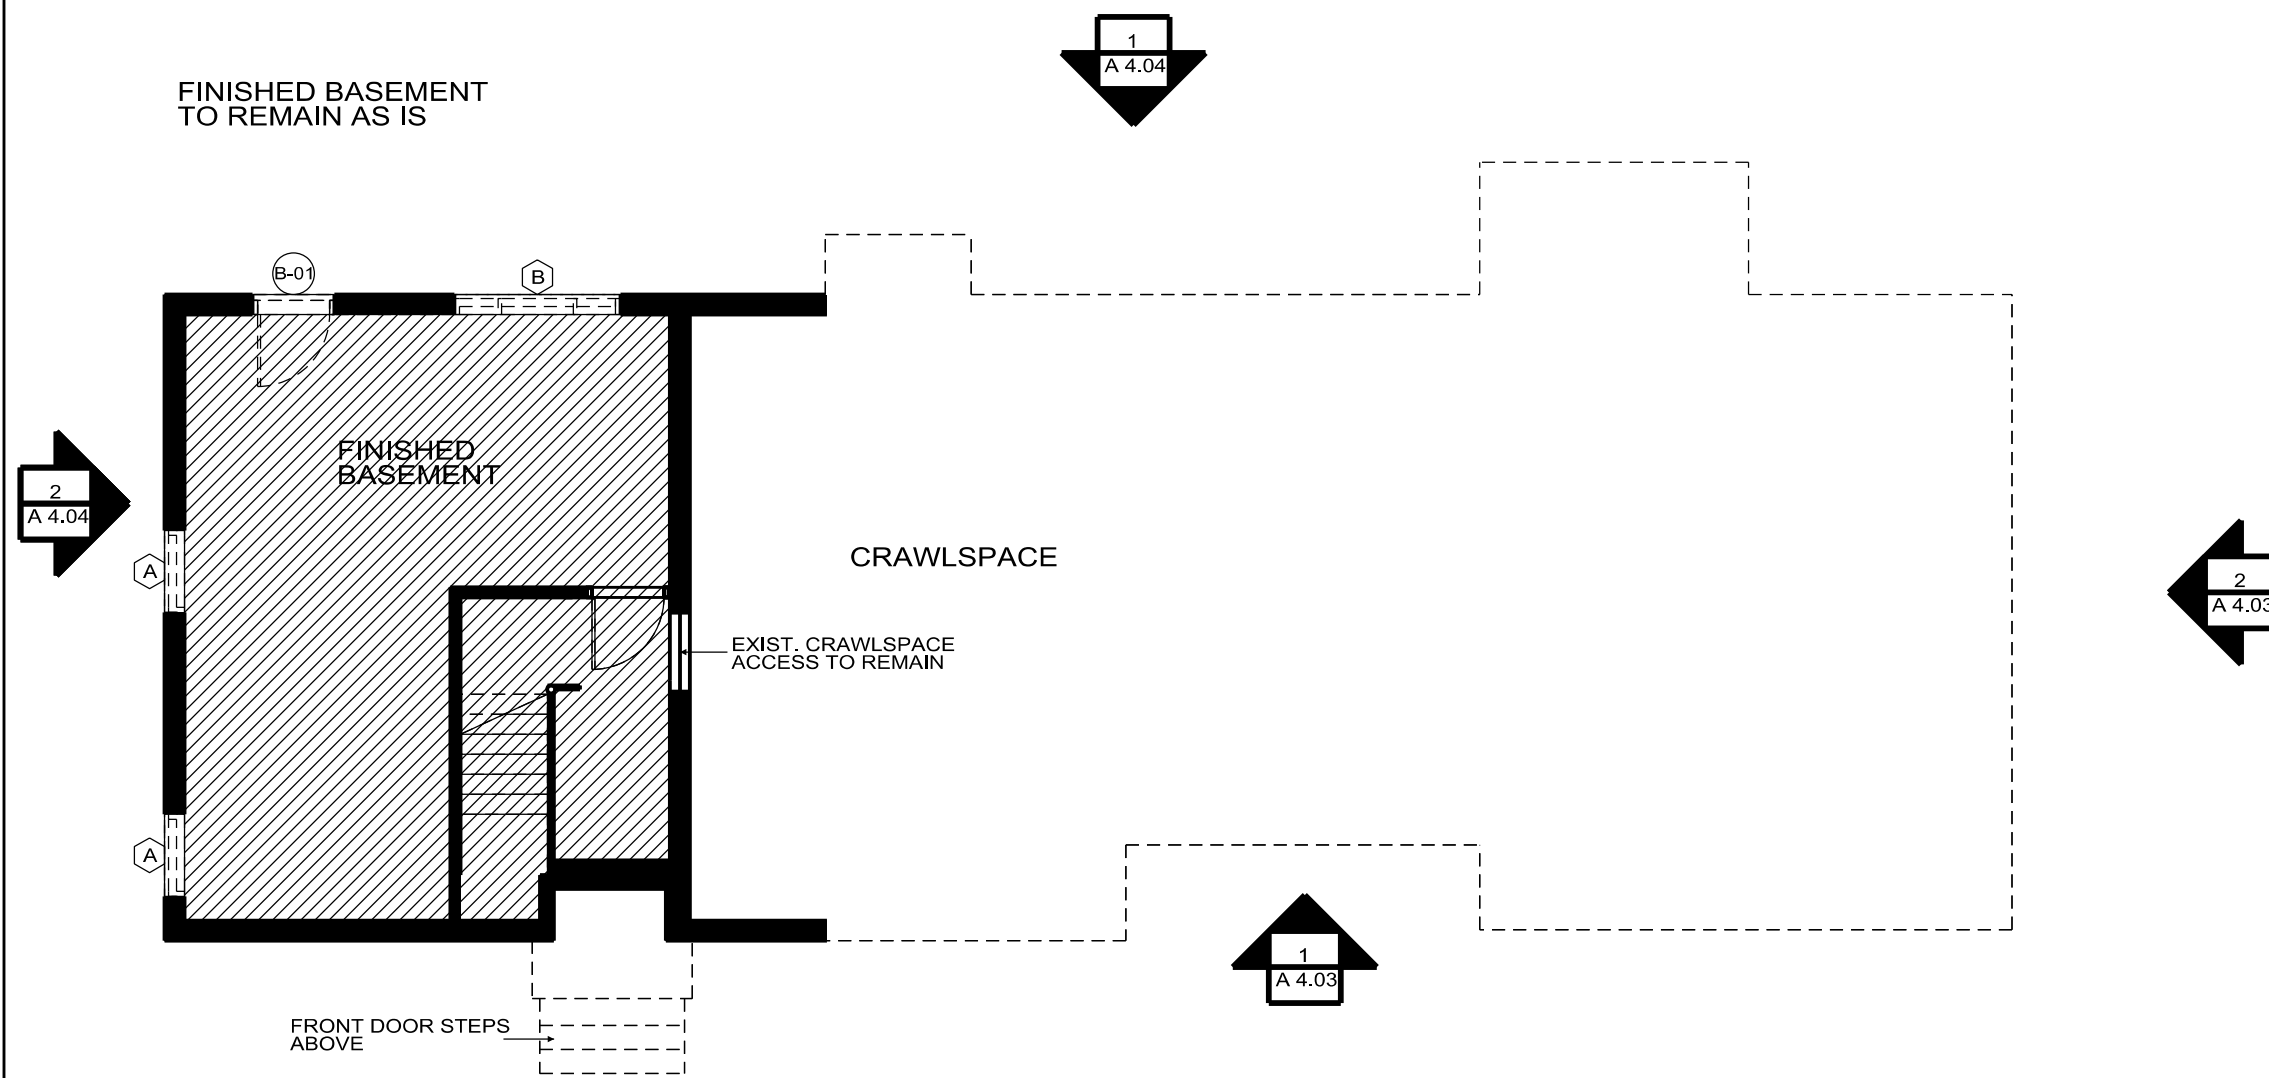 1
A 4.04
FINISHED BASEMENT
TO REMAIN AS IS
B-01
B
FINISHED
BASEMENT
2
A 4.04
A
CRAWLSPACE
2
A 4.03
EXIST. CRAWLSPACE
ACCESS TO REMAIN
A
1
A 4.03
FRONT DOOR STEPS
ABOVE